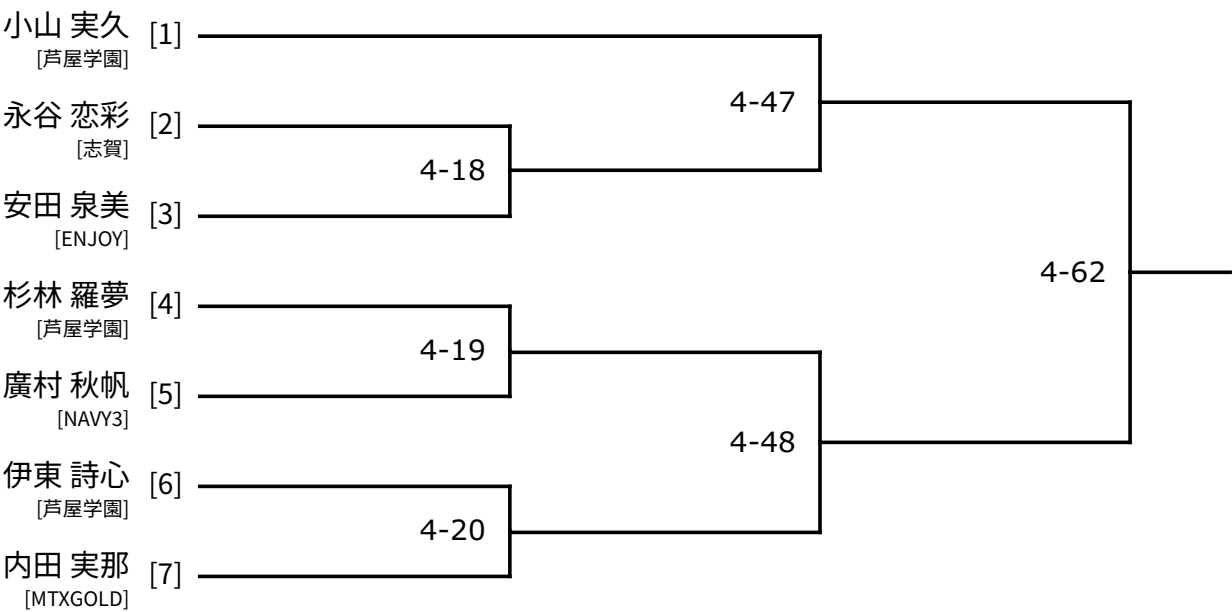 小山 実久 [1]
[芦屋学園]
4-47
永谷 恋彩 [2]
[志賀]
4-18
安田 泉美 [3]
[ENJOY]
4-62
杉林 羅夢 [4]
[芦屋学園]
4-19
廣村 秋帆 [5]
[NAVY3]
4-48
伊東 詩心 [6]
[芦屋学園]
4-20
内田 実那 [7]
[MTXGOLD]